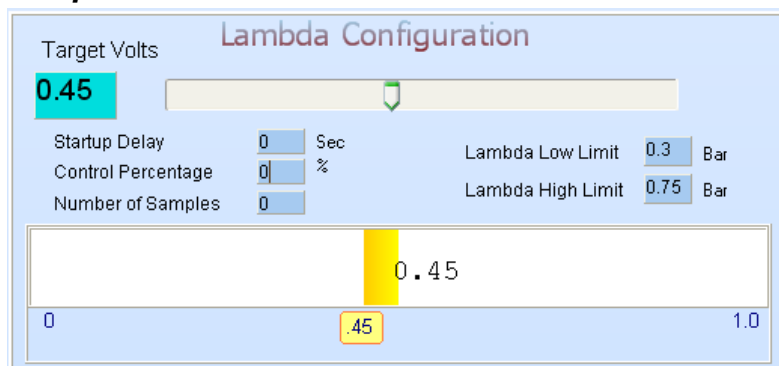 Lambda Configuration
Target Volts
0.45
Startup Delay 0 Sec
Control Percentage 0 %
Number of Samples 0
Lambda Low Limit 0.3 Bar
Lambda High Limit 0.75 Bar
0.45
0 .45 1.0